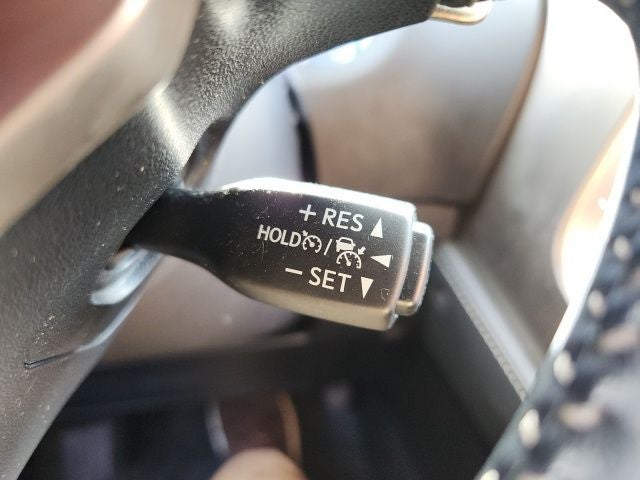 + RES ▲
HOLD / ◀
− SET ▼